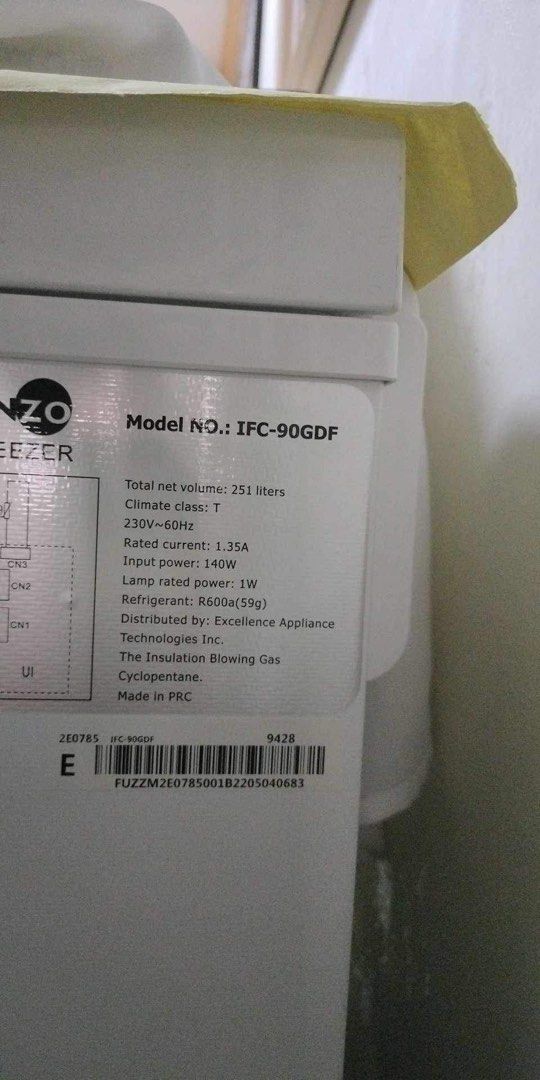 NZO
EEZER
Model NO.: IFC-90GDF
Total net volume: 251 liters
Climate class: T
230V~60Hz
Rated current: 1.35A
Input power: 140W
Lamp rated power: 1W
Refrigerant: R600a(59g)
Distributed by: Excellence Appliance
Technologies Inc.
The Insulation Blowing Gas
Cyclopentane.
Made in PRC
CN3
CN2
CN1
UI
2E0785 IFC-90GDF 9428
E
FUZZM2E0785001B2205040683